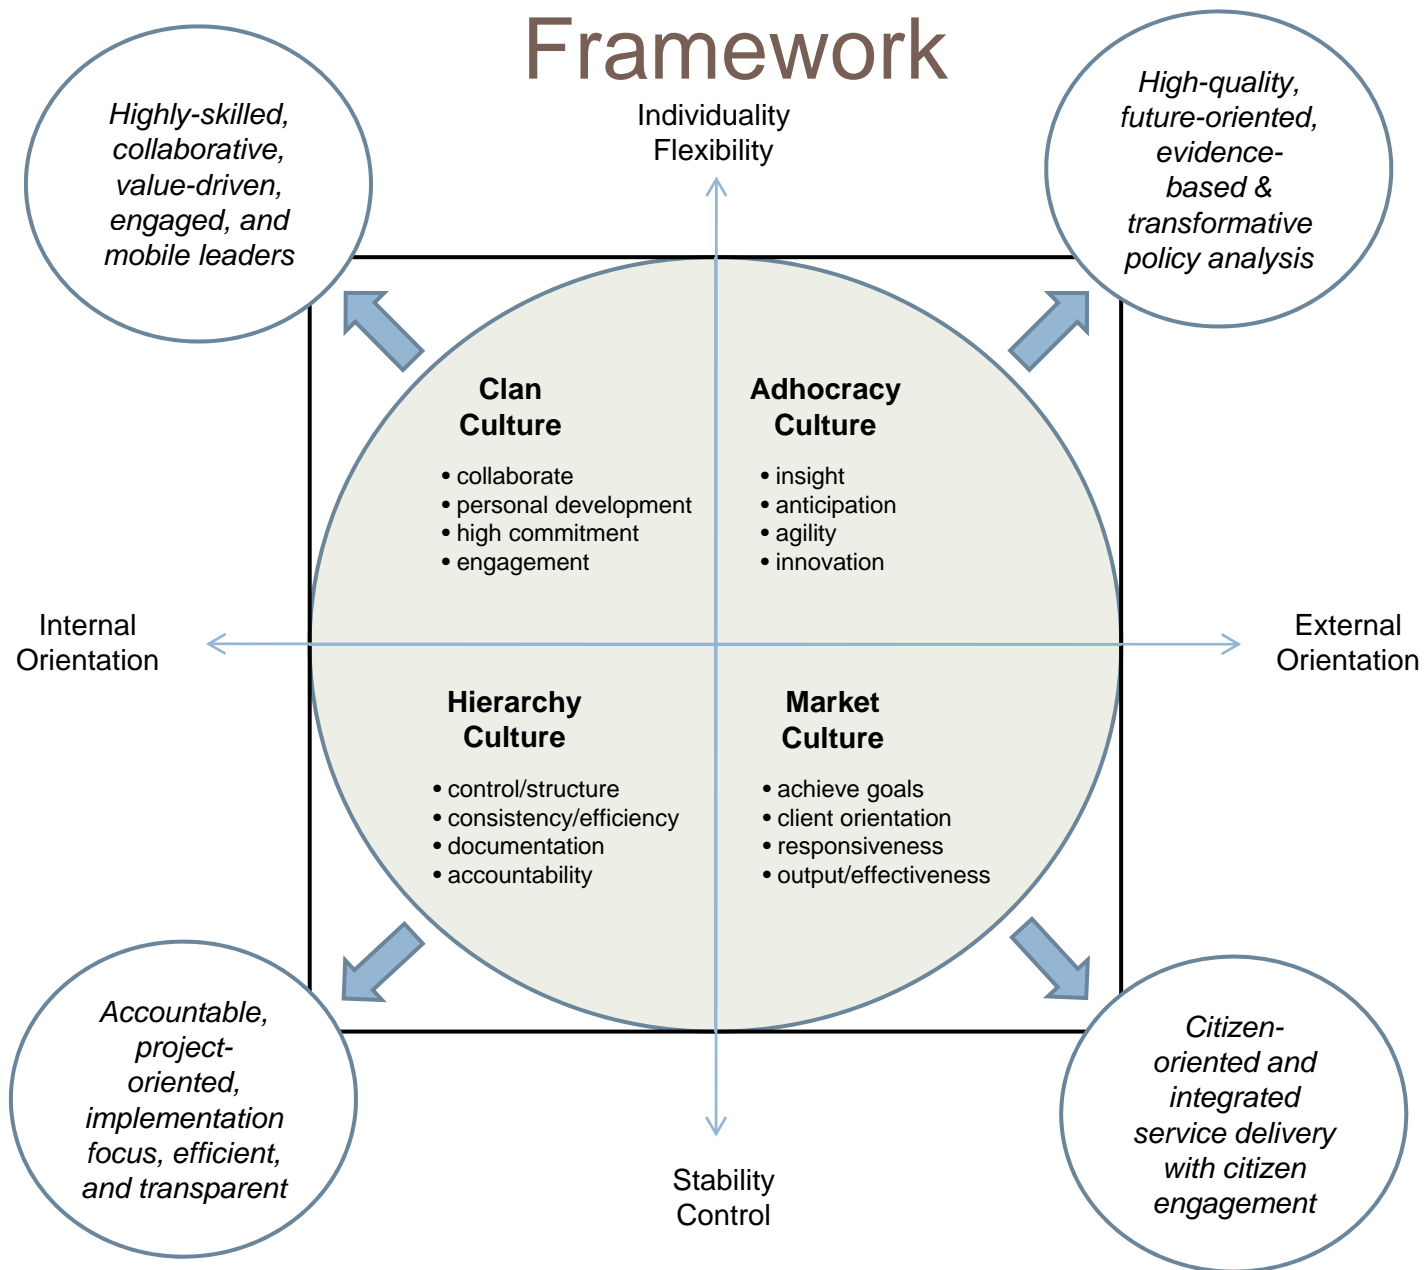 Framework
Highly-skilled,
collaborative,
value-driven,
engaged, and
mobile leaders
Individuality
Flexibility
High-quality,
future-oriented,
evidence-
based &
transformative
policy analysis
Clan
Culture
• collaborate
• personal development
• high commitment
• engagement
Adhocracy
Culture
• insight
• anticipation
• agility
• innovation
Internal
Orientation
External
Orientation
Hierarchy
Culture
• control/structure
• consistency/efficiency
• documentation
• accountability
Market
Culture
• achieve goals
• client orientation
• responsiveness
• output/effectiveness
Accountable,
project-
oriented,
implementation
focus, efficient,
and transparent
Stability
Control
Citizen-
oriented and
integrated
service delivery
with citizen
engagement